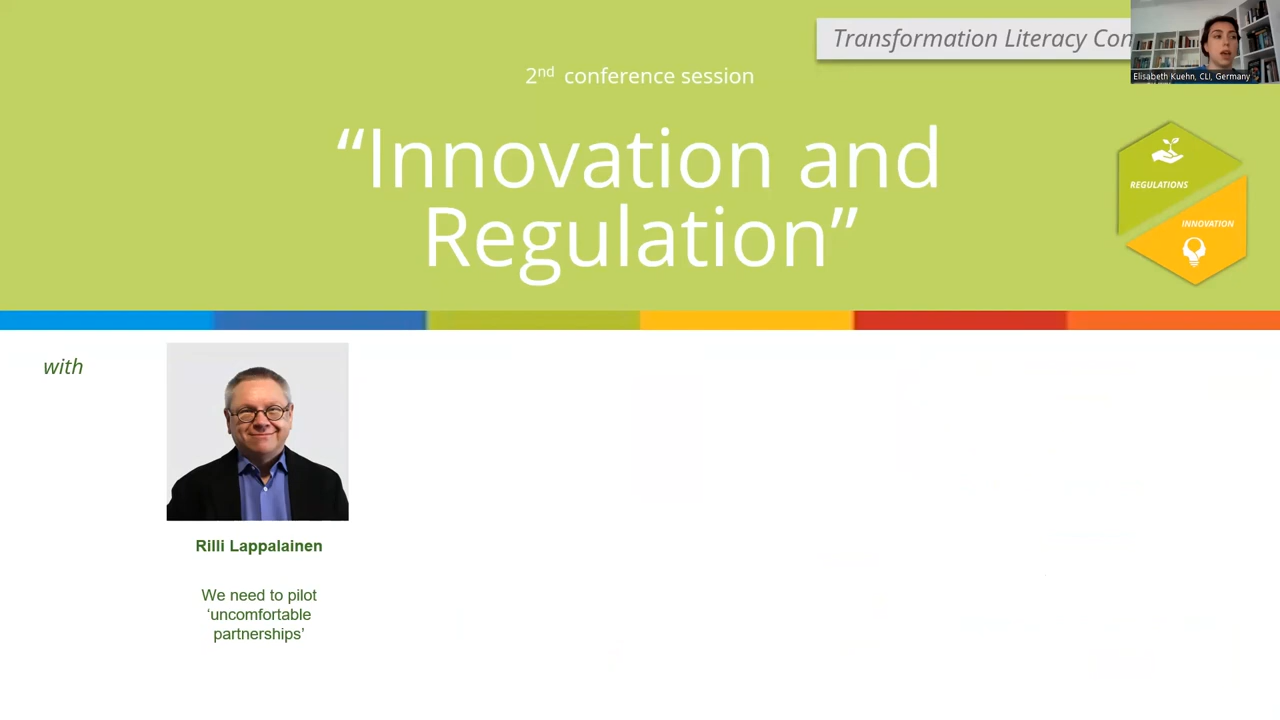 Transformation Literacy Con
Elisabeth Kuehn, CLI, Germany
2nd conference session
“Innovation and
Regulation”
REGULATIONS
INNOVATION
with
Rilli Lappalainen
We need to pilot
‘uncomfortable
partnerships’